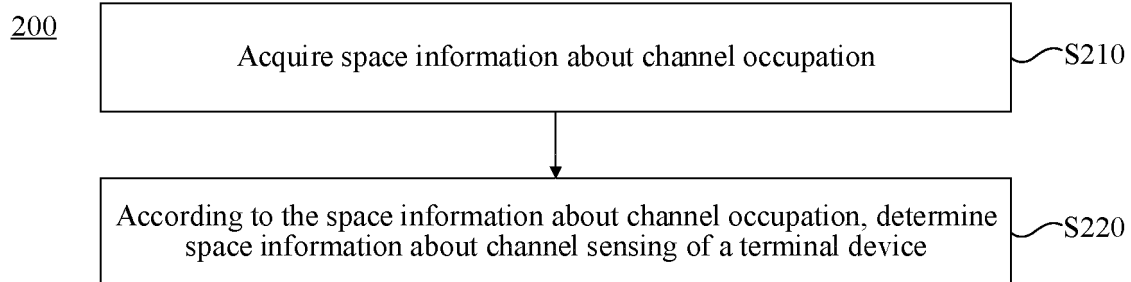 200
Acquire space information about channel occupation
S210
According to the space information about channel occupation, determine
space information about channel sensing of a terminal device
S220